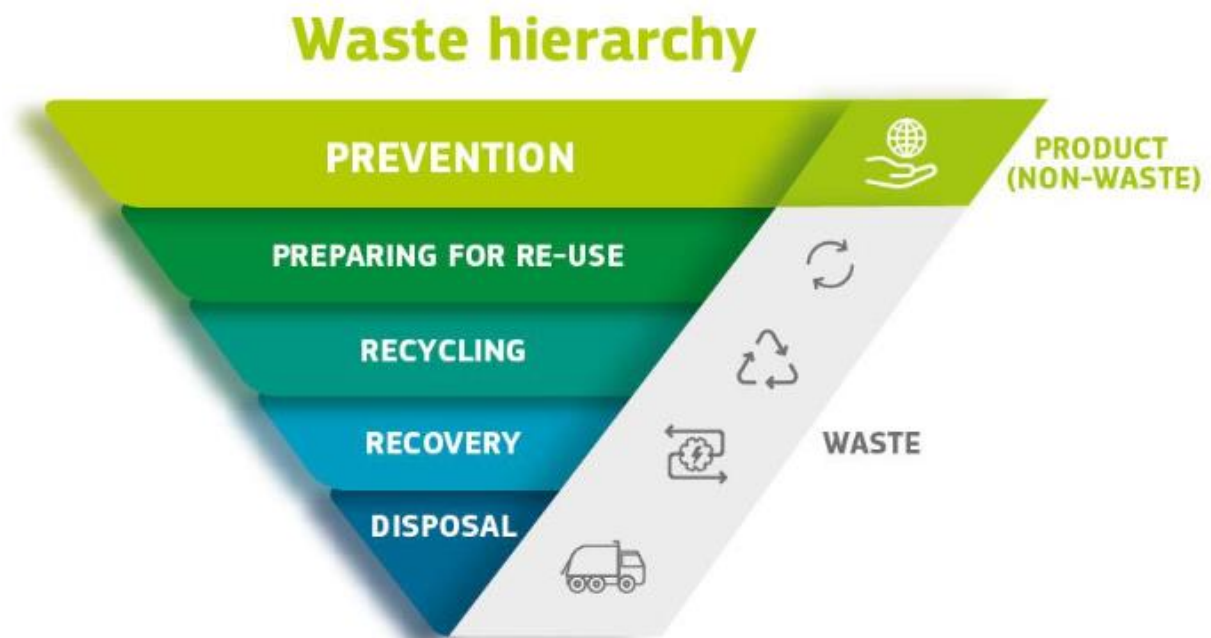 Waste hierarchy
PREVENTION
PRODUCT
(NON-WASTE)
PREPARING FOR RE-USE
RECYCLING
RECOVERY
WASTE
DISPOSAL